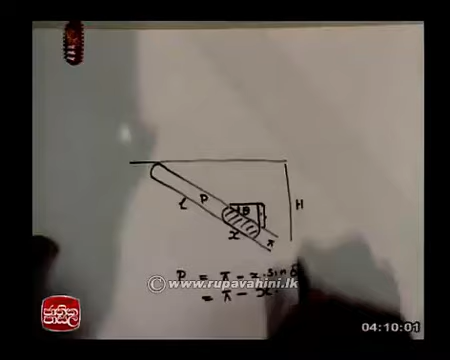 P
l
θ
H
x
π
P = π - x sin θ
© www.rupavahini.lk
= π - x.
ජාතික
04:10:01